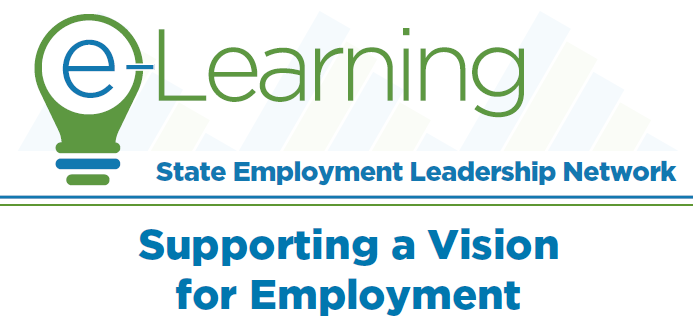 e-Learning
State Employment Leadership Network
Supporting a Vision
for Employment